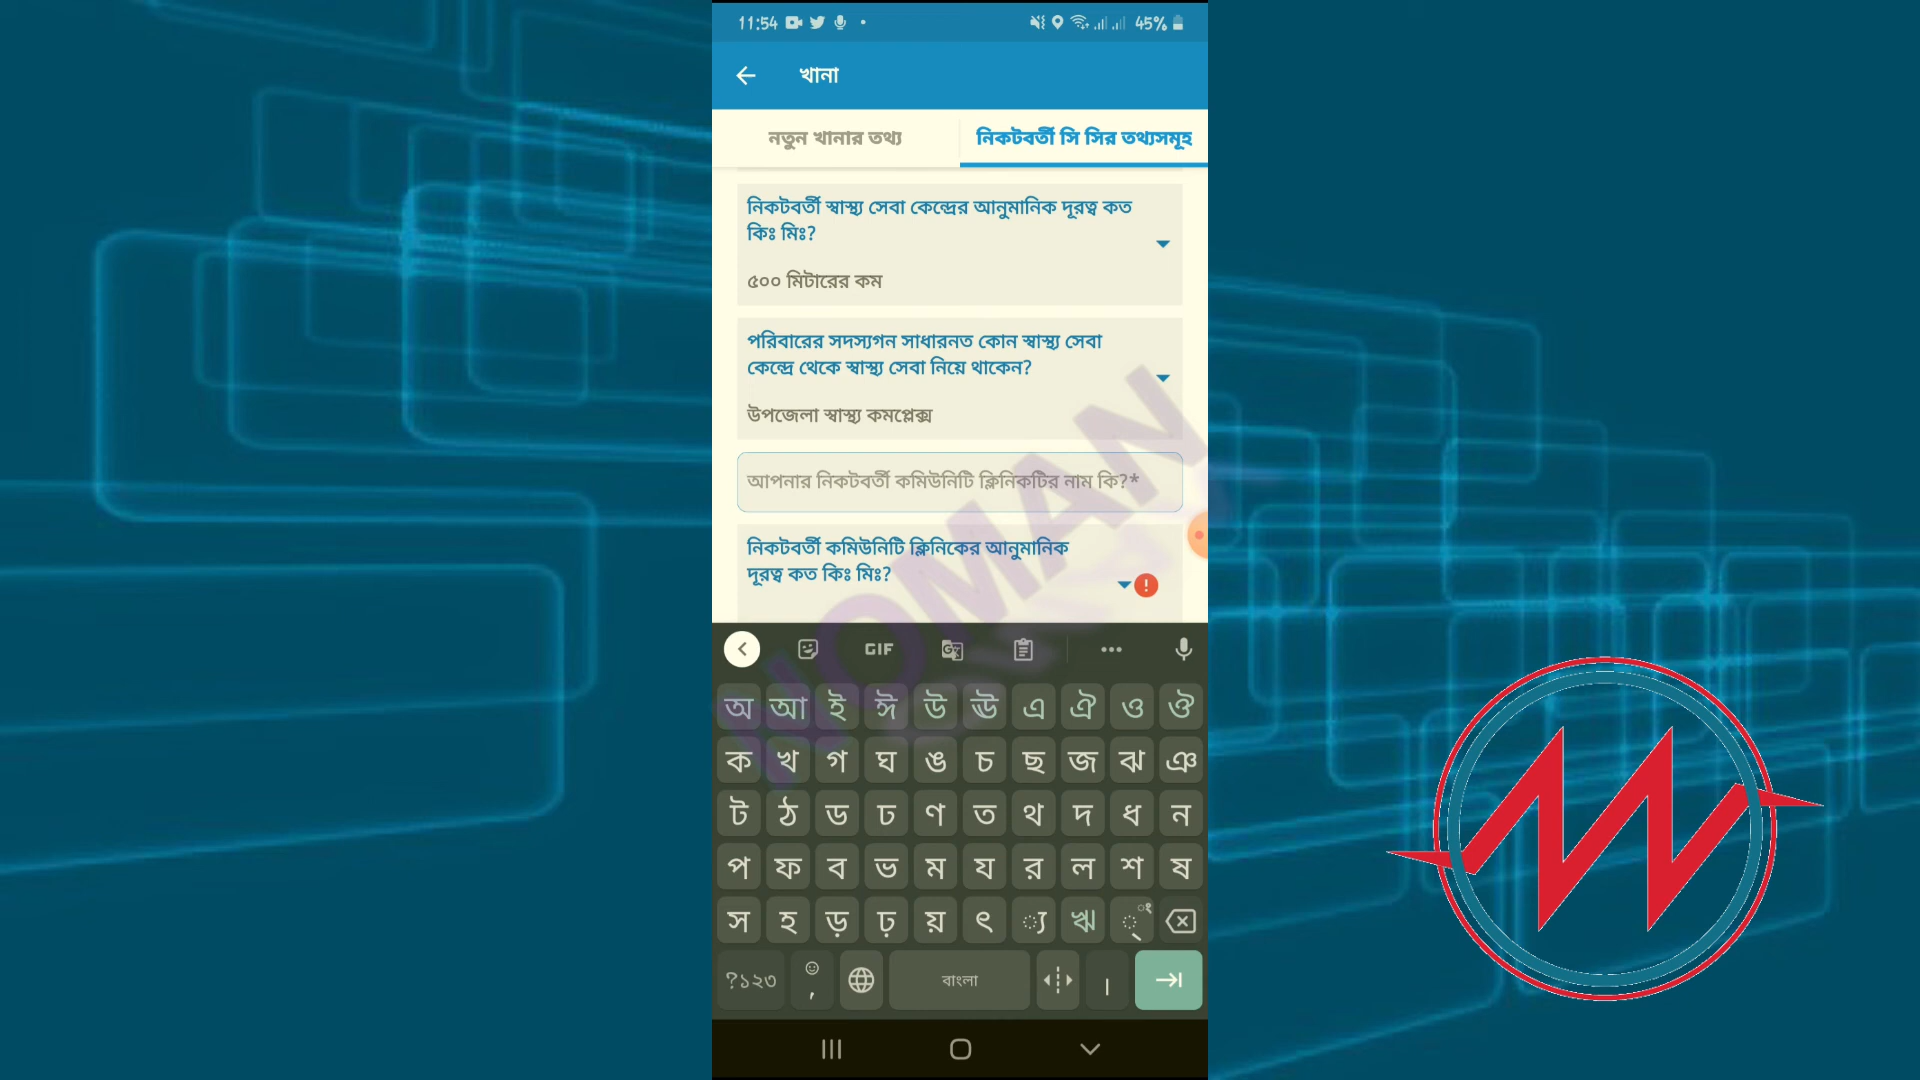 11:54
45%
খানা
নতুন খানার তথ্য
নিকটবর্তী সি সির তথ্যসমূহ
নিকটবর্তী স্বাস্থ্য সেবা কেন্দ্রের আনুমানিক দূরত্ব কত
কিঃ মিঃ?
৫০০ মিটারের কম
পরিবারের সদস্যগন সাধারনত কোন স্বাস্থ্য সেবা
কেন্দ্রে থেকে স্বাস্থ্য সেবা নিয়ে থাকেন?
উপজেলা স্বাস্থ্য কমপ্লেক্স
আপনার নিকটবর্তী কমিউনিটি ক্লিনিকটির নাম কি?*
নিকটবর্তী কমিউনিটি ক্লিনিকের আনুমানিক
দূরত্ব কত কিঃ মিঃ?
NOMAN
GIF
অ আ ই ঈ উ ঊ এ ঐ ও ঔ
ক খ গ ঘ ঙ চ ছ জ ঝ ঞ
ট ঠ ড ঢ ণ ত থ দ ধ ন
প ফ ব ভ ম য র ল শ ষ
স হ ড় ঢ় য় ৎ ্য ঋ ্ ং
?১২৩ , বাংলা ।